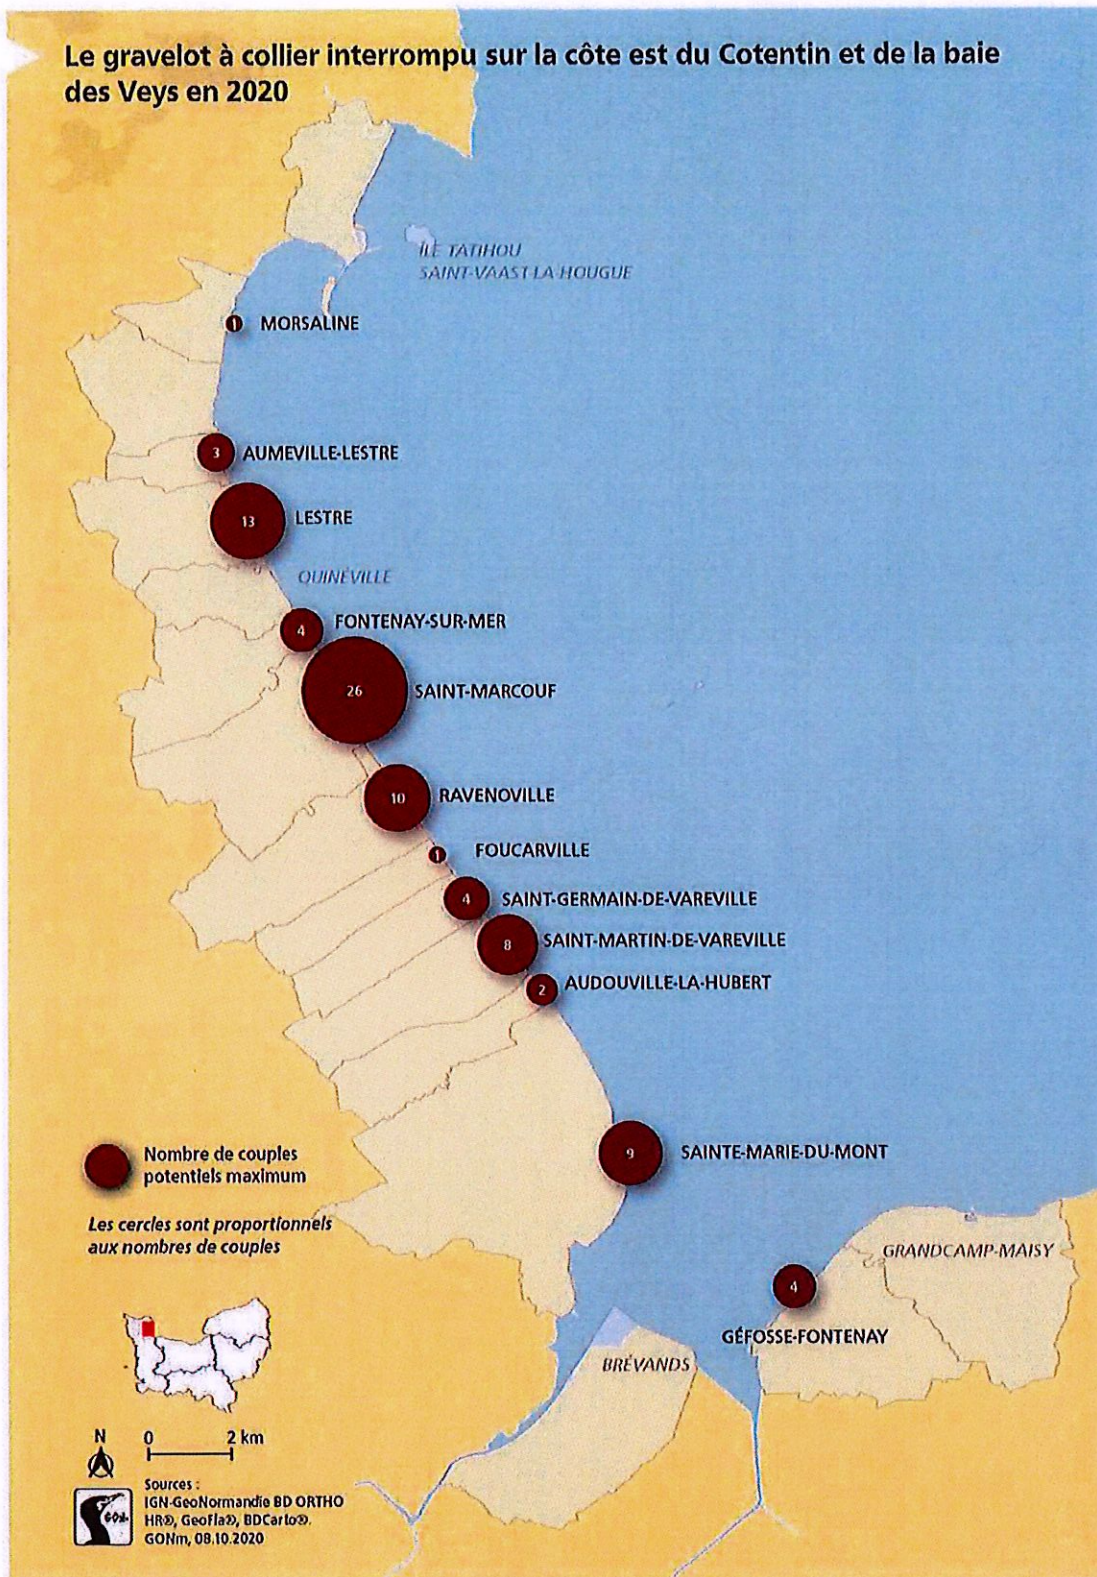 Le gravelot à collier interrompu sur la côte est du Cotentin et de la baie
des Veys en 2020
ÎLE TATIHOU
SAINT-VAAST-LA-HOUGUE
1 MORSALINE
3 AUMEVILLE-LESTRE
13 LESTRE
QUINÉVILLE
4 FONTENAY-SUR-MER
26 SAINT-MARCOUF
10 RAVENOVILLE
1 FOUCARVILLE
4 SAINT-GERMAIN-DE-VAREVILLE
8 SAINT-MARTIN-DE-VAREVILLE
2 AUDOUVILLE-LA-HUBERT
9 SAINTE-MARIE-DU-MONT
Nombre de couples
potentiels maximum
Les cercles sont proportionnels
aux nombres de couples
GRANDCAMP-MAISY
4
GÉFOSSE-FONTENAY
BRÉVANDS
N 0 2 km
Sources :
IGN-GeoNormandie BD ORTHO
HR®, GeoFla®, BDCarto®.
GONm, 08.10.2020
GONm